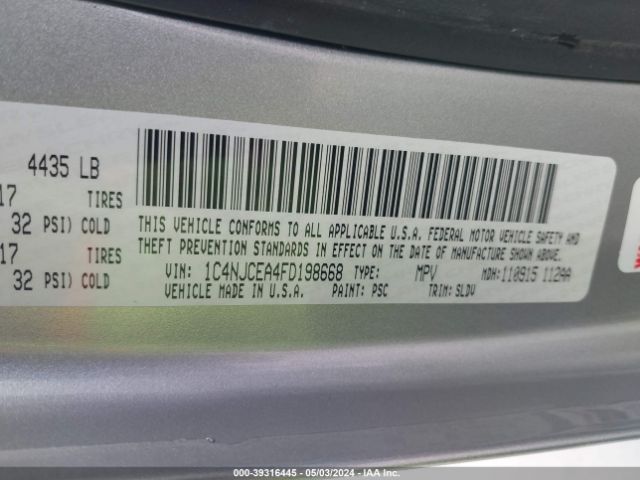 4435 LB
17 TIRES
32 PSI) COLD
17 TIRES
32 PSI) COLD
THIS VEHICLE CONFORMS TO ALL APPLICABLE U.S.A. FEDERAL MOTOR VEHICLE SAFETY AND
THEFT PREVENTION STANDARDS IN EFFECT ON THE DATE OF MANUFACTURE SHOWN ABOVE.
VIN: 1C4NJCEA4FD198668 TYPE: MPV MDH: 110915 112AA
VEHICLE MADE IN U.S.A. PAINT: PSC TRIM: SLDV
000-39316445 - 05/03/2024 - IAA Inc.